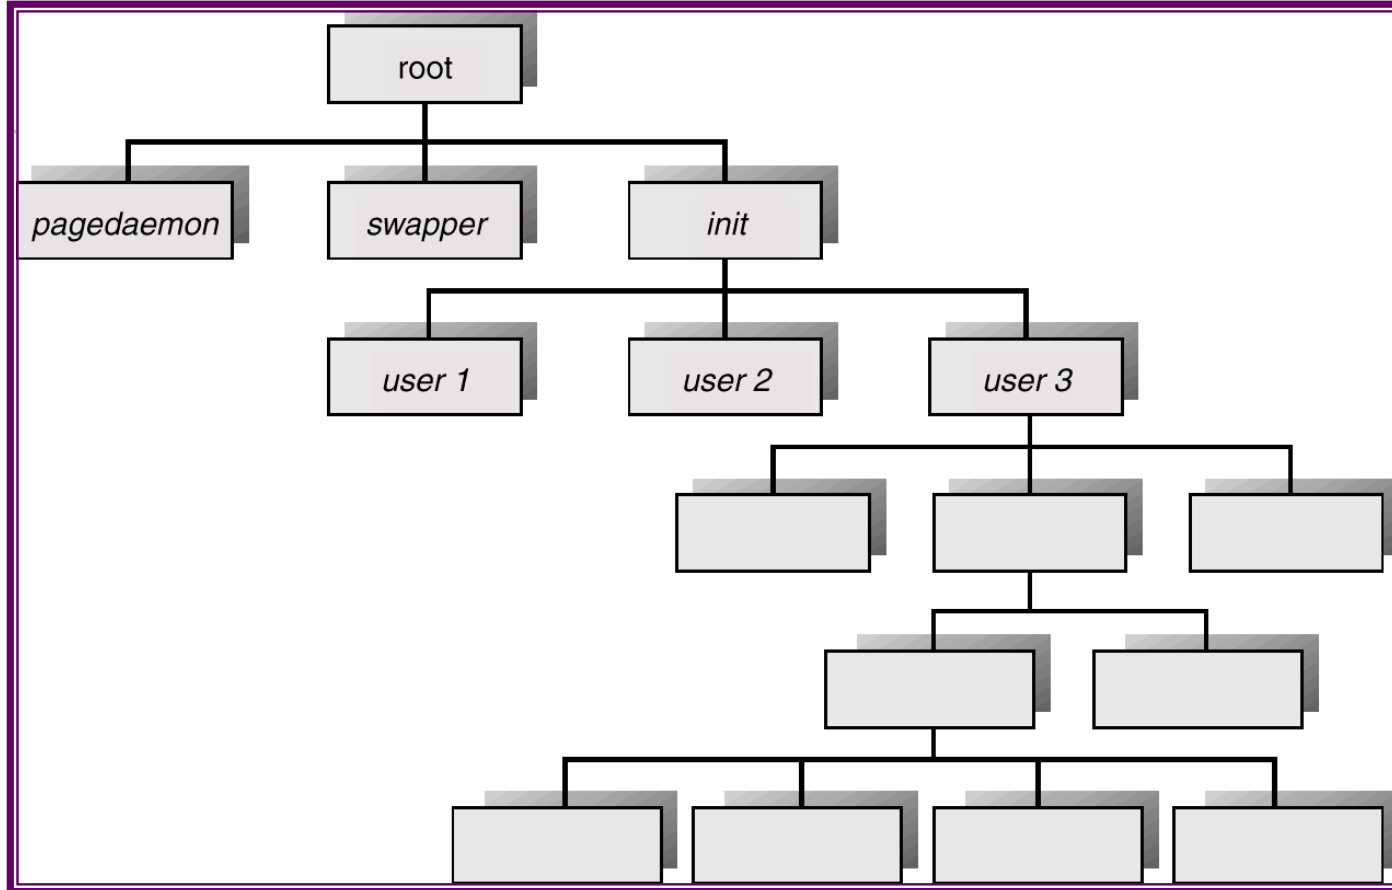 root
pagedaemon
swapper
init
user 1
user 2
user 3